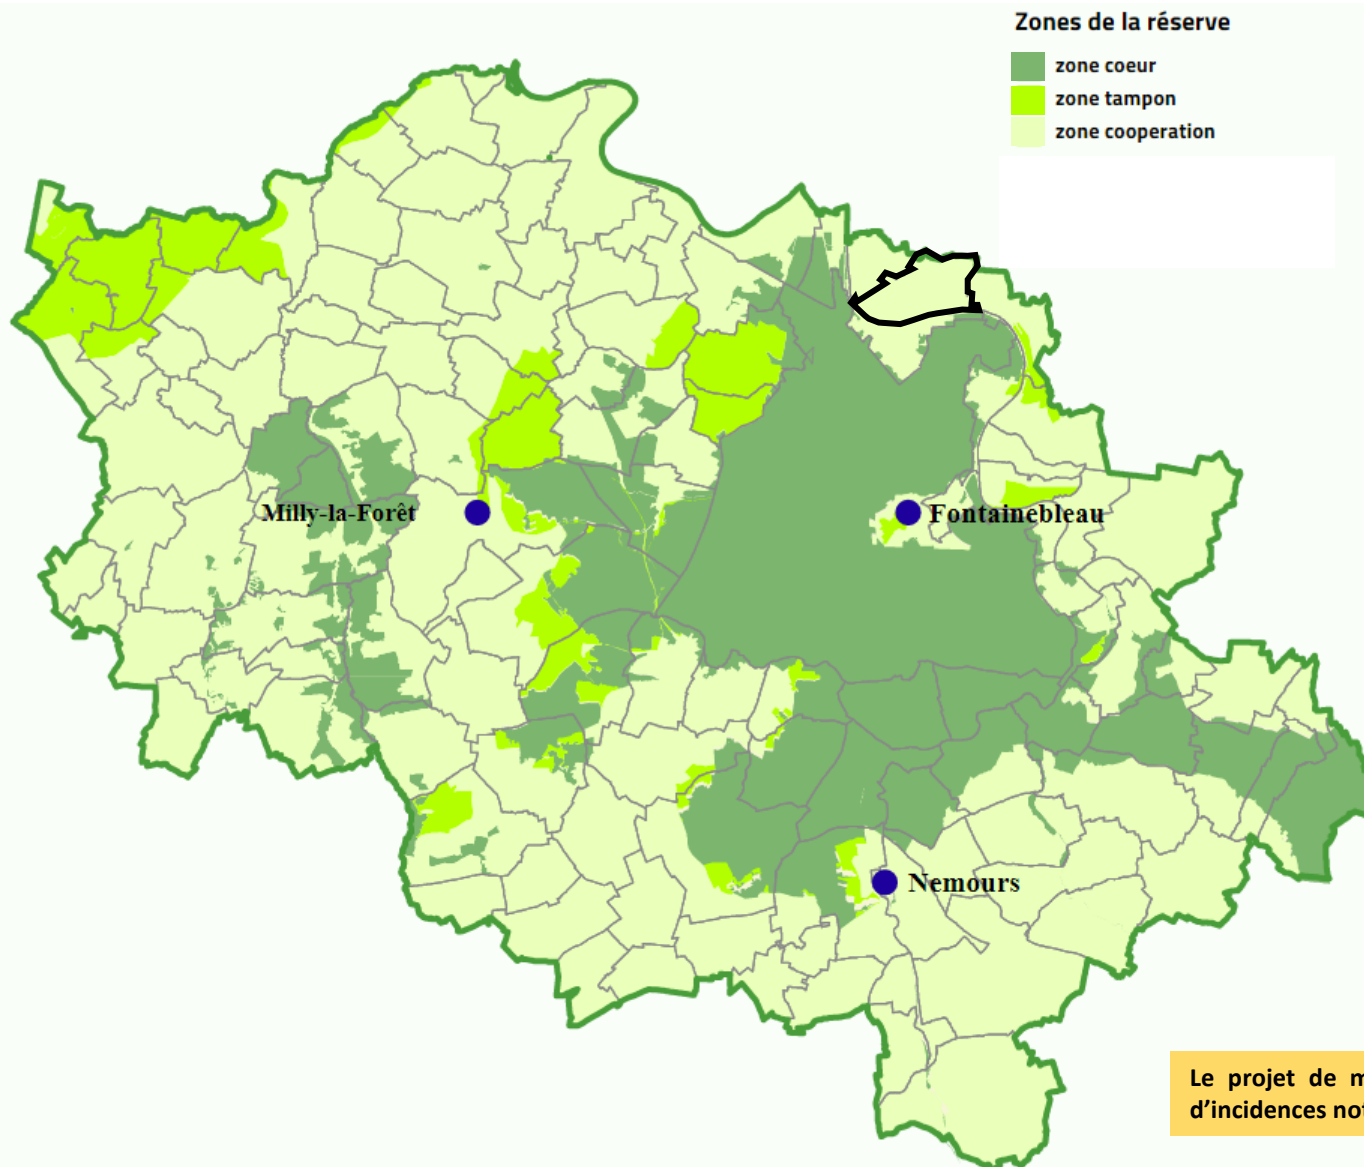 Zones de la réserve
zone coeur
zone tampon
zone cooperation
Milly-la-Forêt
Fontainebleau
Nemours
Le projet de m
d'incidences not